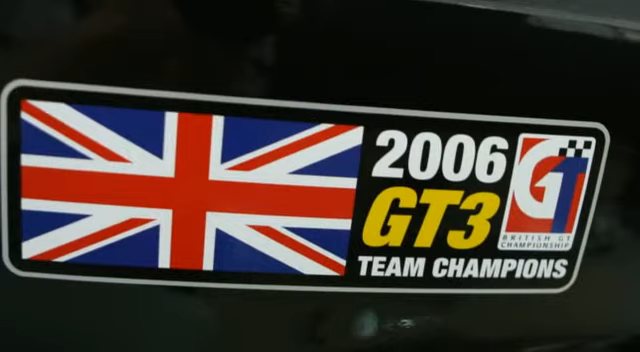 2006
GT3
TEAM CHAMPIONS
GT
BRITISH GT
CHAMPIONSHIP